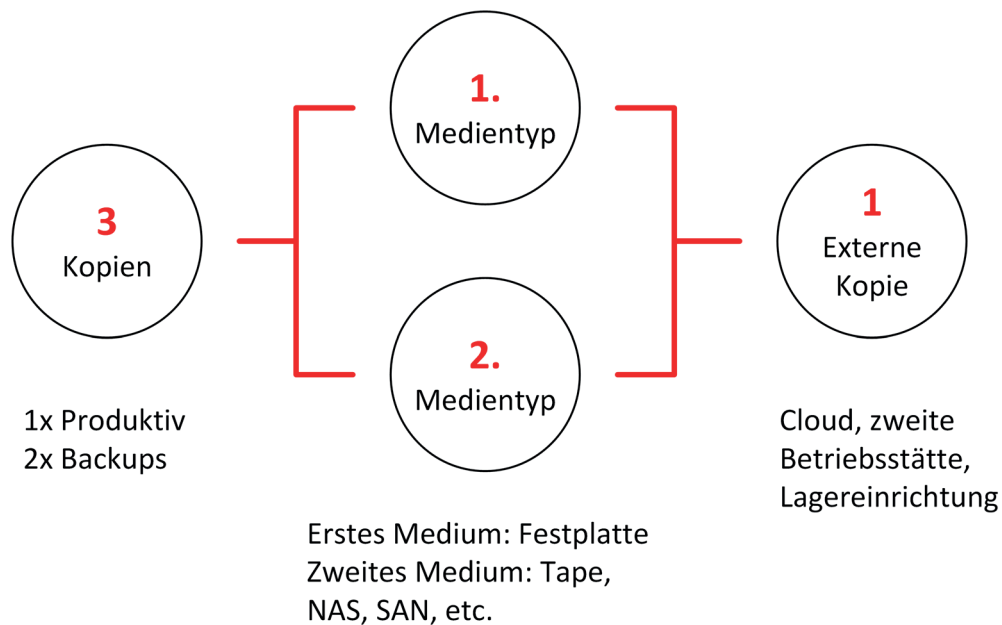 3
Kopien
1x Produktiv
2x Backups
1.
Medientyp
2.
Medientyp
Erstes Medium: Festplatte
Zweites Medium: Tape,
NAS, SAN, etc.
1
Externe
Kopie
Cloud, zweite
Betriebsstätte,
Lagereinrichtung